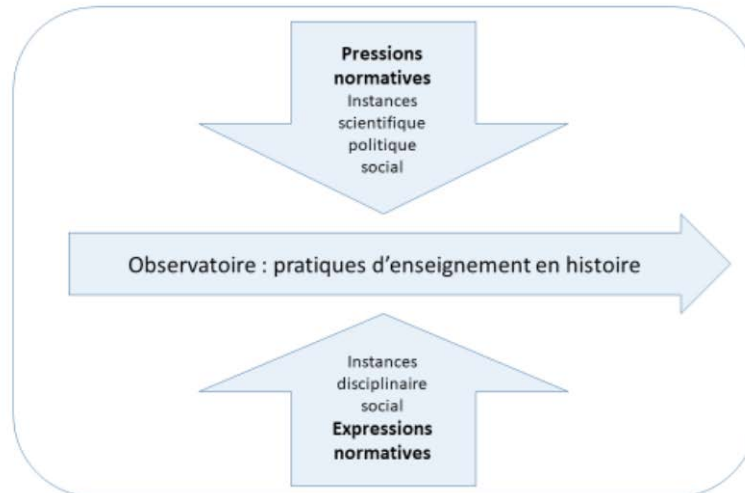 Pressions
normatives
Instances
scientifique
politique
social
Observatoire : pratiques d'enseignement en histoire
Instances
disciplinaire
social
Expressions
normatives